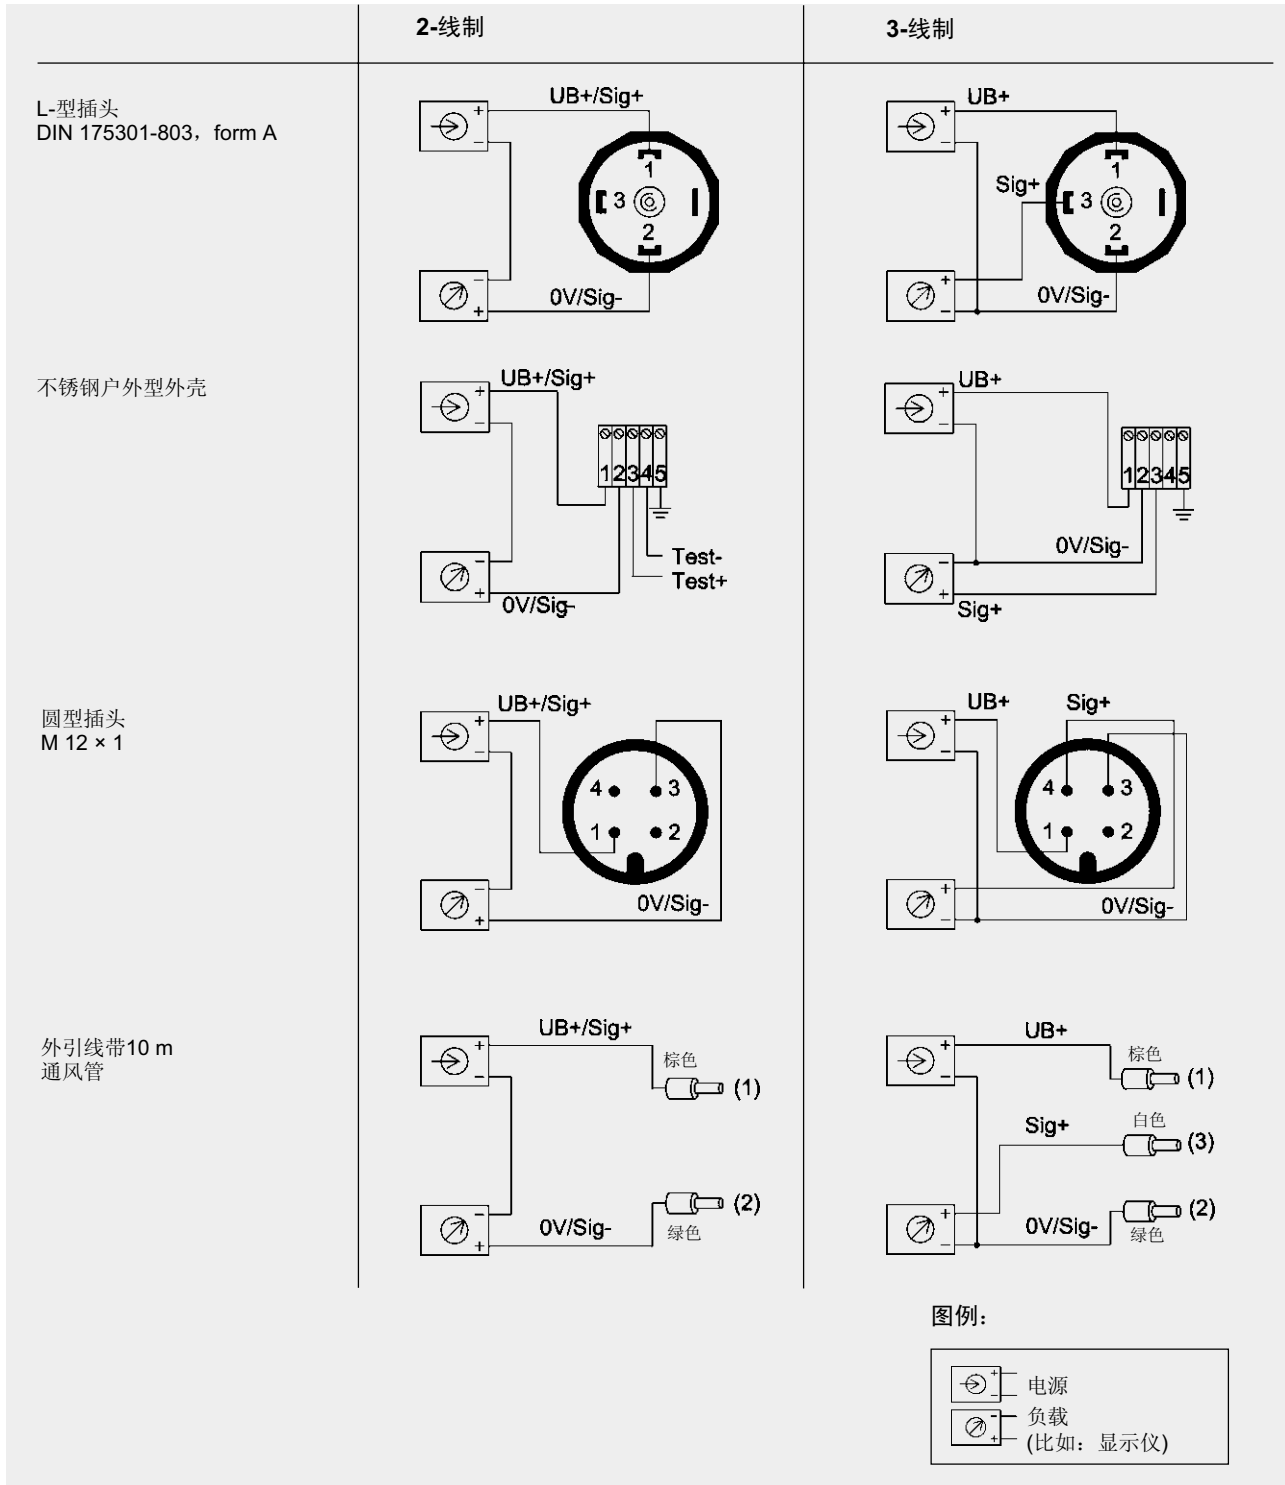 2-线制
3-线制
L-型插头
DIN 175301-803，form A
UB+/Sig+
+
−
1
3
2
−
+
0V/Sig-
UB+
+
−
Sig+
1
3
2
+
−
0V/Sig-
不锈钢户外型外壳
UB+/Sig+
+
−
12345
Test-
Test+
−
+
0V/Sig-
UB+
+
−
12345
0V/Sig-
−
+
Sig+
圆型插头
M 12 × 1
UB+/Sig+
+
−
4 3
1 2
−
+
0V/Sig-
UB+
Sig+
+
−
4 3
1 2
+
−
0V/Sig-
外引线带10 m
通风管
UB+/Sig+
+
−
棕色
(1)
(2)
绿色
−
+
0V/Sig-
UB+
+
−
棕色
(1)
Sig+
白色
(3)
(2)
绿色
+
−
0V/Sig-
图例：
+
−
电源
−
+
负载
(比如：显示仪)